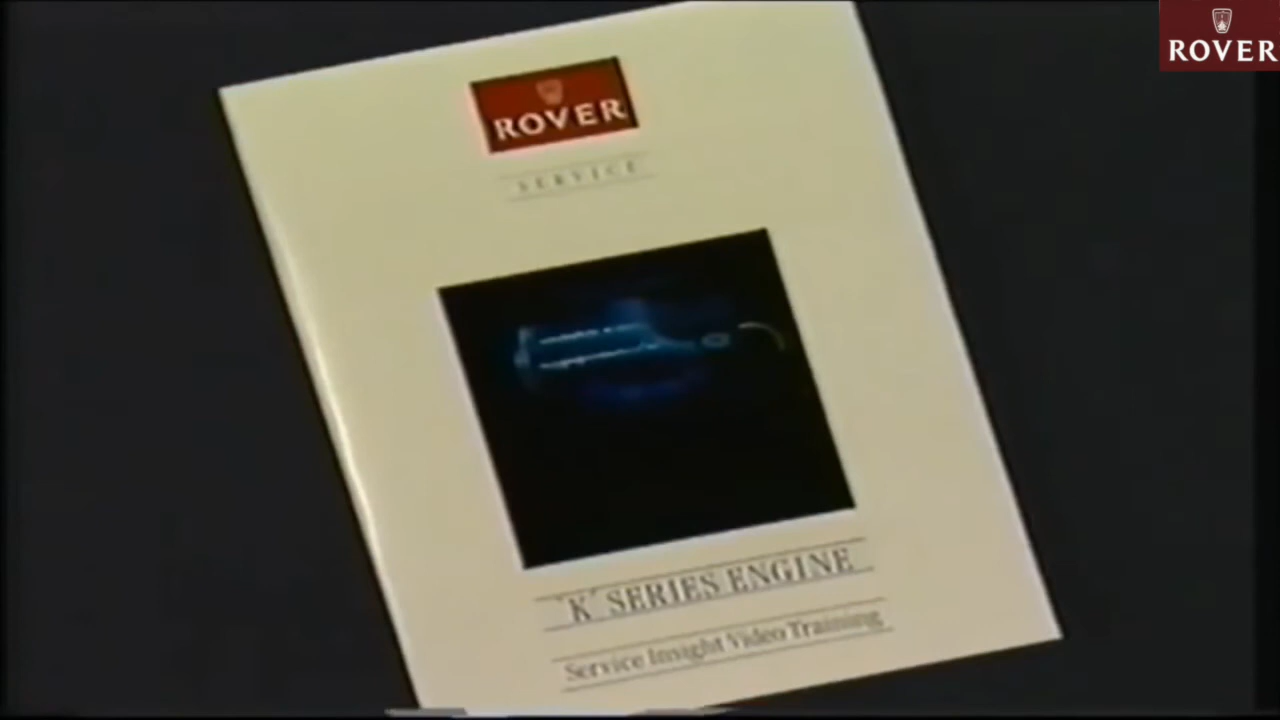 ROVER
ROVER
SERVICE
"K" SERIES ENGINE
Service Insight Video Training